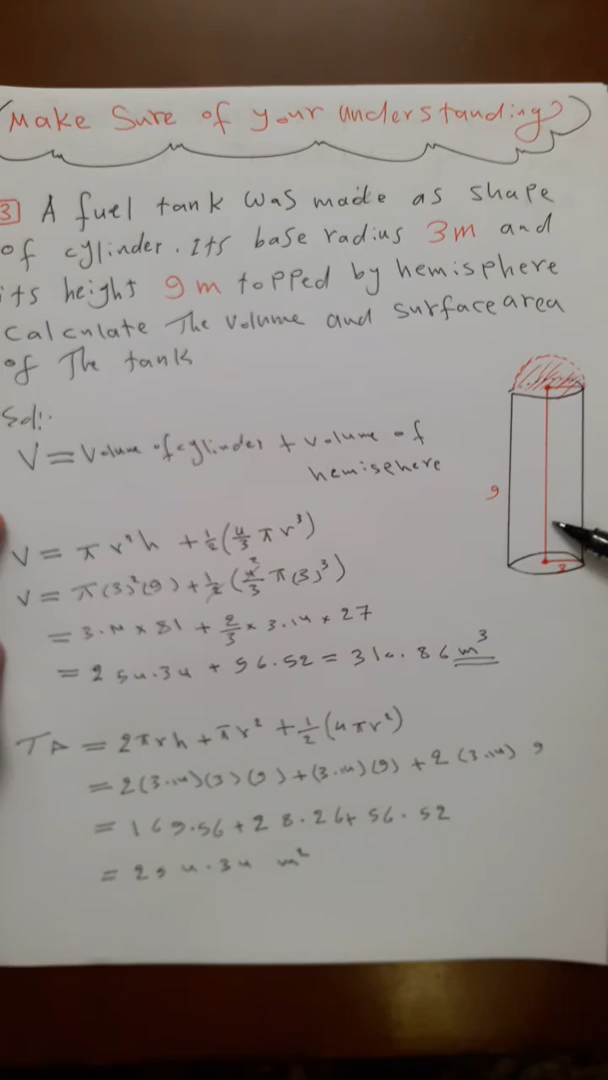 Make Sure of your understanding
3 A fuel tank was made as shape
of cylinder. Its base radius 3m and
its height 9m topped by hemisphere
calculate The volume and surface area
of The tank
Sol:
V = Volume of cylinder + volume of
hemisphere
9
3
V = π r²h + 1/2 (4/3 π r³)
V = π(3)²(9) + 1/2 (4/3 π (3)³)
= 3.14 × 81 + 2/3 × 3.14 × 27
= 254.34 + 56.52 = 310.86 m³
TA = 2πrh + πr² + 1/2 (4πr²)
= 2(3.14)(3)(9) + (3.14)(9) + 2(3.14) 9
= 169.56 + 28.26 + 56.52
= 254.34 m²